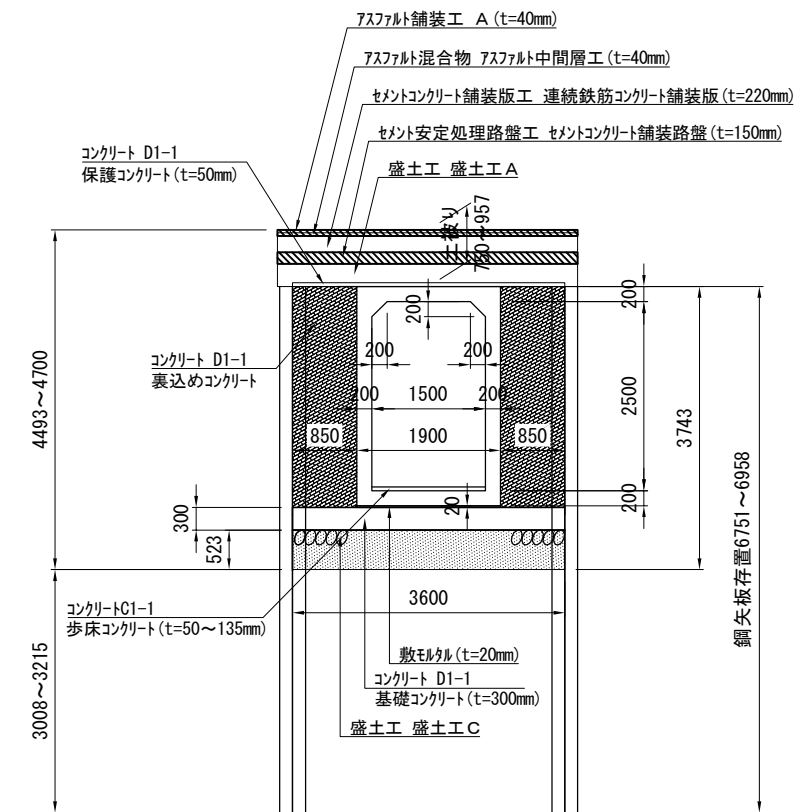 アスファルト舗装工 A (t=40mm)
アスファルト混合物 アスファルト中間層工(t=40mm)
セメントコンクリート舗装版工 連続鉄筋コンクリート舗装版(t=220mm)
セメント安定処理路盤工 セメントコンクリート舗装路盤(t=150mm)
コンクリート D1-1
保護コンクリート(t=50mm)
盛土工 盛土工A
土被り
750~957
200
200
200
200
コンクリート D1-1
裏込めコンクリート
200
1500
200
2500
3743
4493~4700
850
1900
850
鋼矢板存置6751~6958
200
20
300
523
3600
コンクリートC1-1
歩床コンクリート(t=50~135mm)
敷モルタル(t=20mm)
コンクリート D1-1
基礎コンクリート(t=300mm)
盛土工 盛土工C
3008~3215